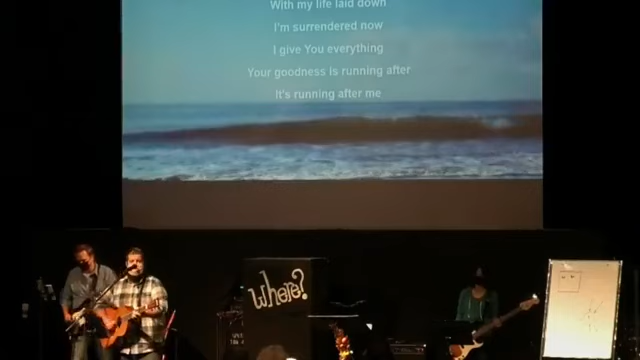 With my life laid down
I'm surrendered now
I give You everything
Your goodness is running after
It's running after me
where?